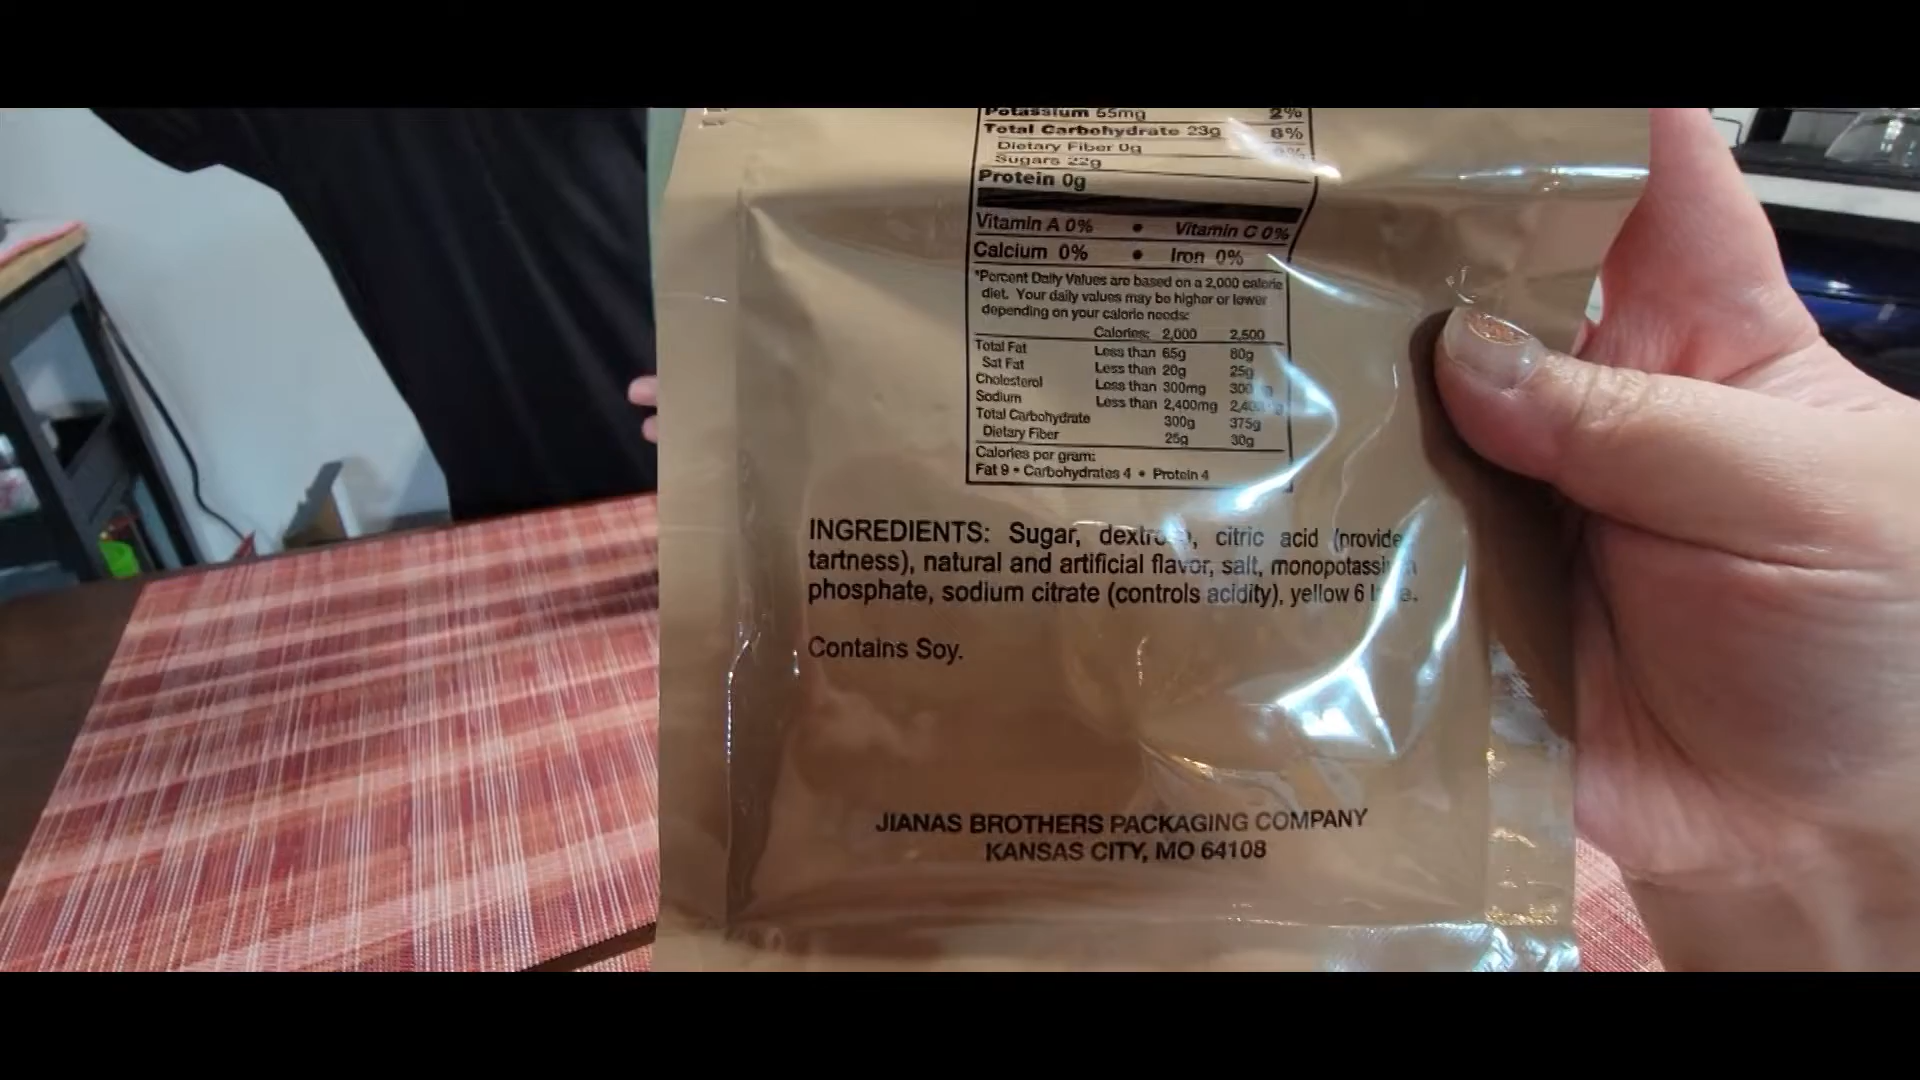 Potassium 55mg 2%
Total Carbohydrate 23g 8%
Dietary Fiber 0g
Sugars 22g
Protein 0g
Vitamin A 0% • Vitamin C 0%
Calcium 0% • Iron 0%
*Percent Daily Values are based on a 2,000 calorie
diet. Your daily values may be higher or lower
depending on your calorie needs:
Calories: 2,000 2,500
Total Fat Less than 65g 80g
Sat Fat Less than 20g 25g
Cholesterol Less than 300mg 300
Sodium Less than 2,400mg
Total Carbohydrate 300g 375g
Dietary Fiber 25g 30g
Calories per gram:
Fat 9 • Carbohydrates 4 • Protein 4
INGREDIENTS: Sugar, citric acid (provide
tartness), natural and artificial flavor, salt,
phosphate, sodium citrate (controls acidity), yellow 6
Contains Soy.
JIANAS BROTHERS PACKAGING COMPANY
KANSAS CITY, MO 64108